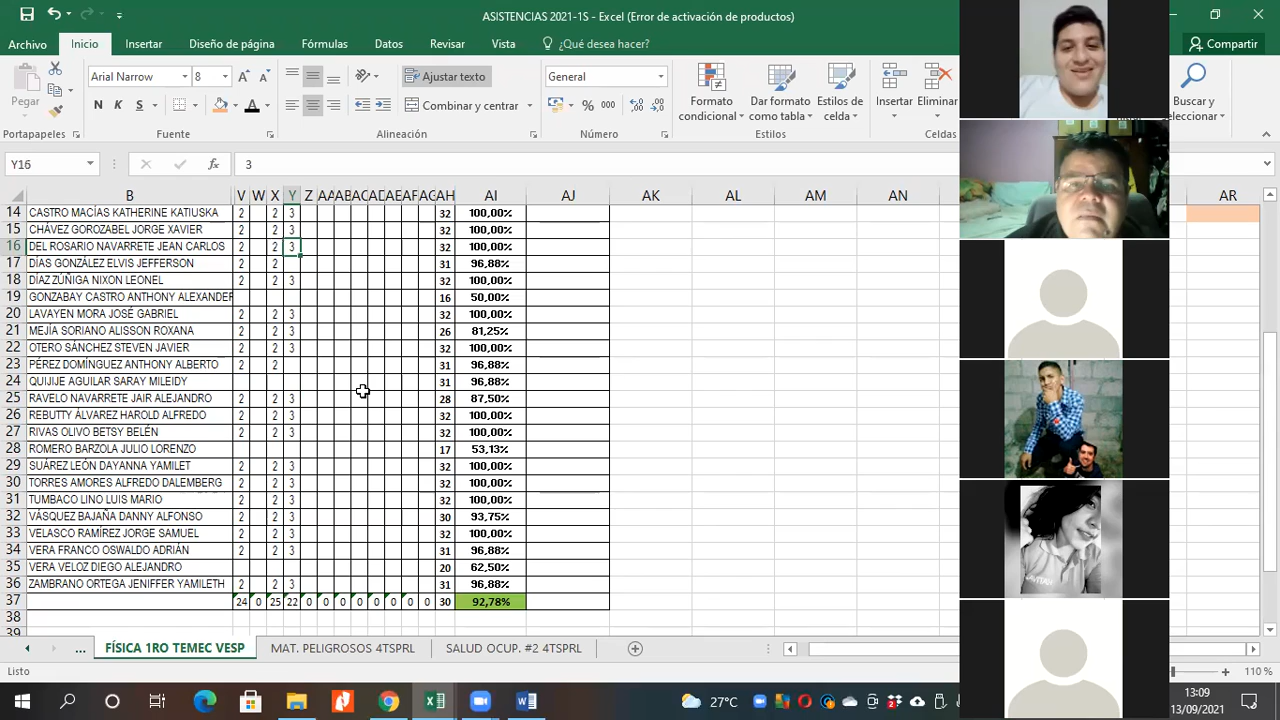 ASISTENCIAS 2021-1S - Excel (Error de activación de productos)
Archivo Inicio Insertar Diseño de página Fórmulas Datos Revisar Vista ¿Qué desea hacer? Compartir
Pegar Arial Narrow 8 Ajustar texto General
N K S Combinar y centrar $ % 000 Formato condicional Dar formato como tabla Estilos de celda Insertar Eliminar Buscar y seleccionar
Portapapeles Fuente Alineación Número Estilos Celdas
Y16 3
B V W X Y Z AA AB AC AD AE AF AG AH AI AJ AK AL AM AN AR
14 CASTRO MACÍAS KATHERINE KATIUSKA 2 2 3 32 100,00%
15 CHÁVEZ GOROZABEL JORGE XAVIER 2 2 3 32 100,00%
16 DEL ROSARIO NAVARRETE JEAN CARLOS 2 2 3 32 100,00%
17 DÍAS GONZÁLEZ ELVIS JEFFERSON 2 2 31 96,88%
18 DÍAZ ZÚÑIGA NIXON LEONEL 2 2 3 32 100,00%
19 GONZABAY CASTRO ANTHONY ALEXANDER 16 50,00%
20 LAVAYEN MORA JOSÉ GABRIEL 2 2 3 32 100,00%
21 MEJÍA SORIANO ALISSON ROXANA 2 2 3 26 81,25%
22 OTERO SÁNCHEZ STEVEN JAVIER 2 2 3 32 100,00%
23 PÉREZ DOMÍNGUEZ ANTHONY ALBERTO 2 2 31 96,88%
24 QUIJIJE AGUILAR SARAY MILEIDY 31 96,88%
25 RAVELO NAVARRETE JAIR ALEJANDRO 2 2 3 28 87,50%
26 REBUTTY ÁLVAREZ HAROLD ALFREDO 2 2 3 32 100,00%
27 RIVAS OLIVO BETSY BELÉN 2 2 3 32 100,00%
28 ROMERO BARZOLA JULIO LORENZO 17 53,13%
29 SUÁREZ LEÓN DAYANNA YAMILET 2 2 3 32 100,00%
30 TORRES AMORES ALFREDO DALEMBERG 2 2 3 32 100,00%
31 TUMBACO LINO LUIS MARIO 2 2 3 32 100,00%
32 VÁSQUEZ BAJAÑA DANNY ALFONSO 2 2 3 30 93,75%
33 VELASCO RAMÍREZ JORGE SAMUEL 2 2 3 32 100,00%
34 VERA FRANCO OSWALDO ADRIÁN 2 2 3 31 96,88%
35 VERA VELOZ DIEGO ALEJANDRO 20 62,50%
36 ZAMBRANO ORTEGA JENIFFER YAMILETH 2 2 3 31 96,88%
37 24 0 25 22 0 0 0 0 0 0 0 0 30 92,78%
38
39
... FÍSICA 1RO TEMEC VESP MAT. PELIGROSOS 4TSPRL SALUD OCUP. #2 4TSPRL
Listo 110 %
27°C 13:09
13/09/2021